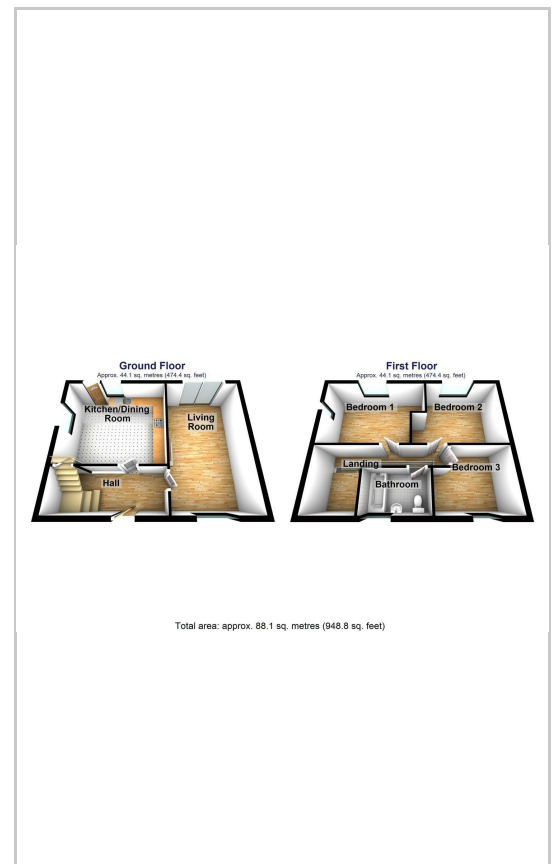 Ground Floor
Approx. 44.1 sq. metres (474.4 sq. feet)
Kitchen/Dining
Room
Living
Room
Hall
First Floor
Approx. 44.1 sq. metres (474.4 sq. feet)
Bedroom 1
Bedroom 2
Landing
Bedroom 3
Bathroom
Total area: approx. 88.1 sq. metres (948.8 sq. feet)